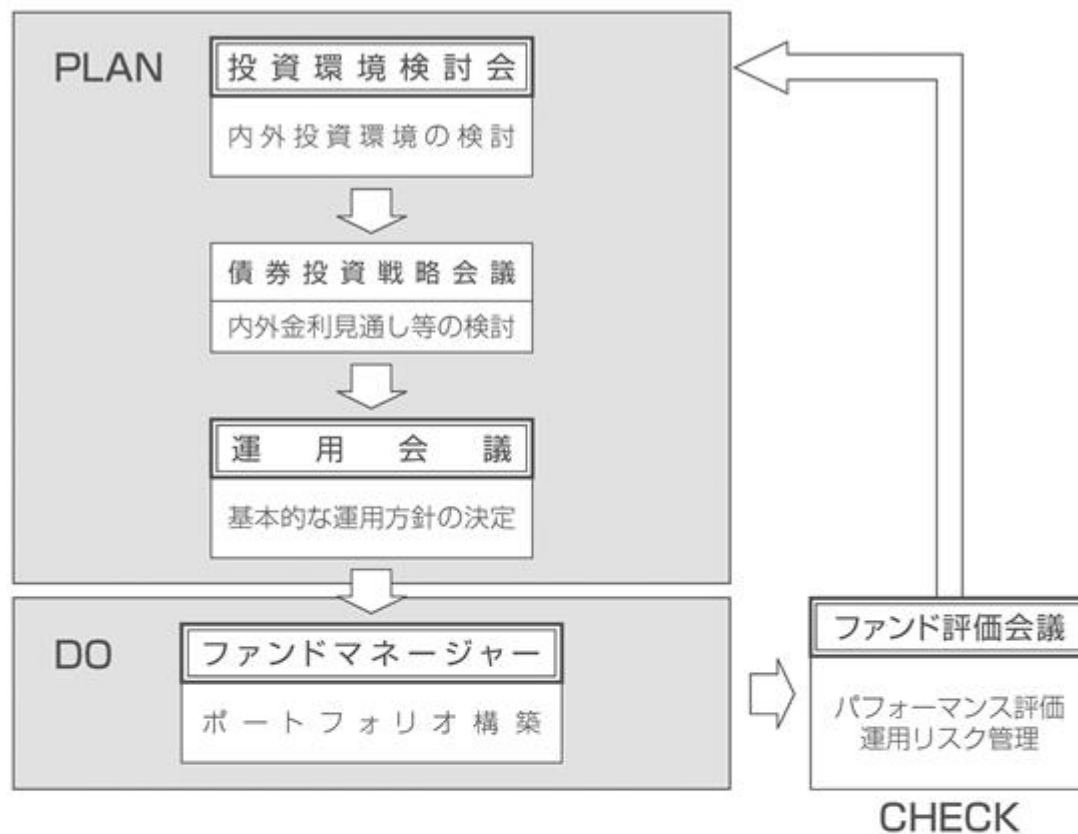 PLAN
投資環境検討会
内外投資環境の検討
債券投資戦略会議
内外金利見通し等の検討
運用会議
基本的な運用方針の決定
DO
ファンドマネージャー
ポートフォリオ構築
ファンド評価会議
パフォーマンス評価
運用リスク管理
CHECK